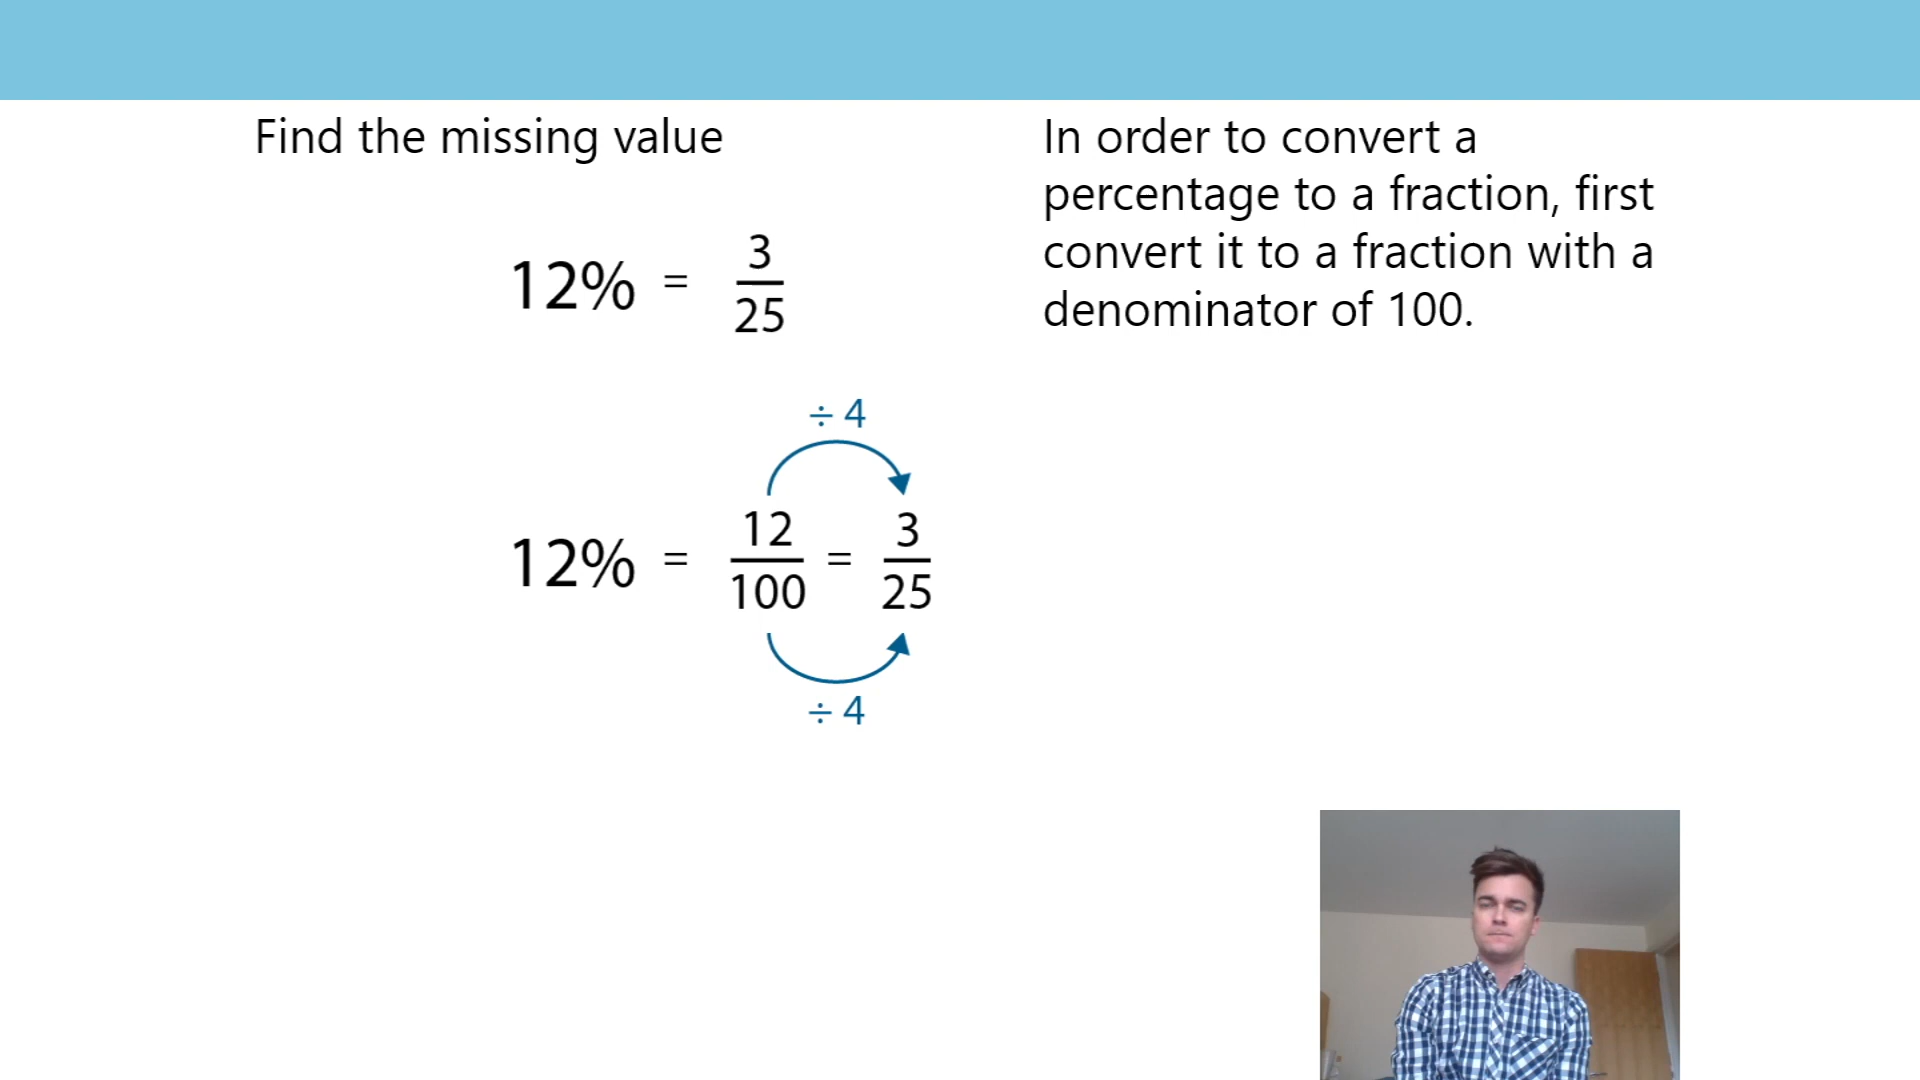 Find the missing value
12% = 3/25
÷ 4
12% = 12/100 = 3/25
÷ 4
In order to convert a
percentage to a fraction, first
convert it to a fraction with a
denominator of 100.